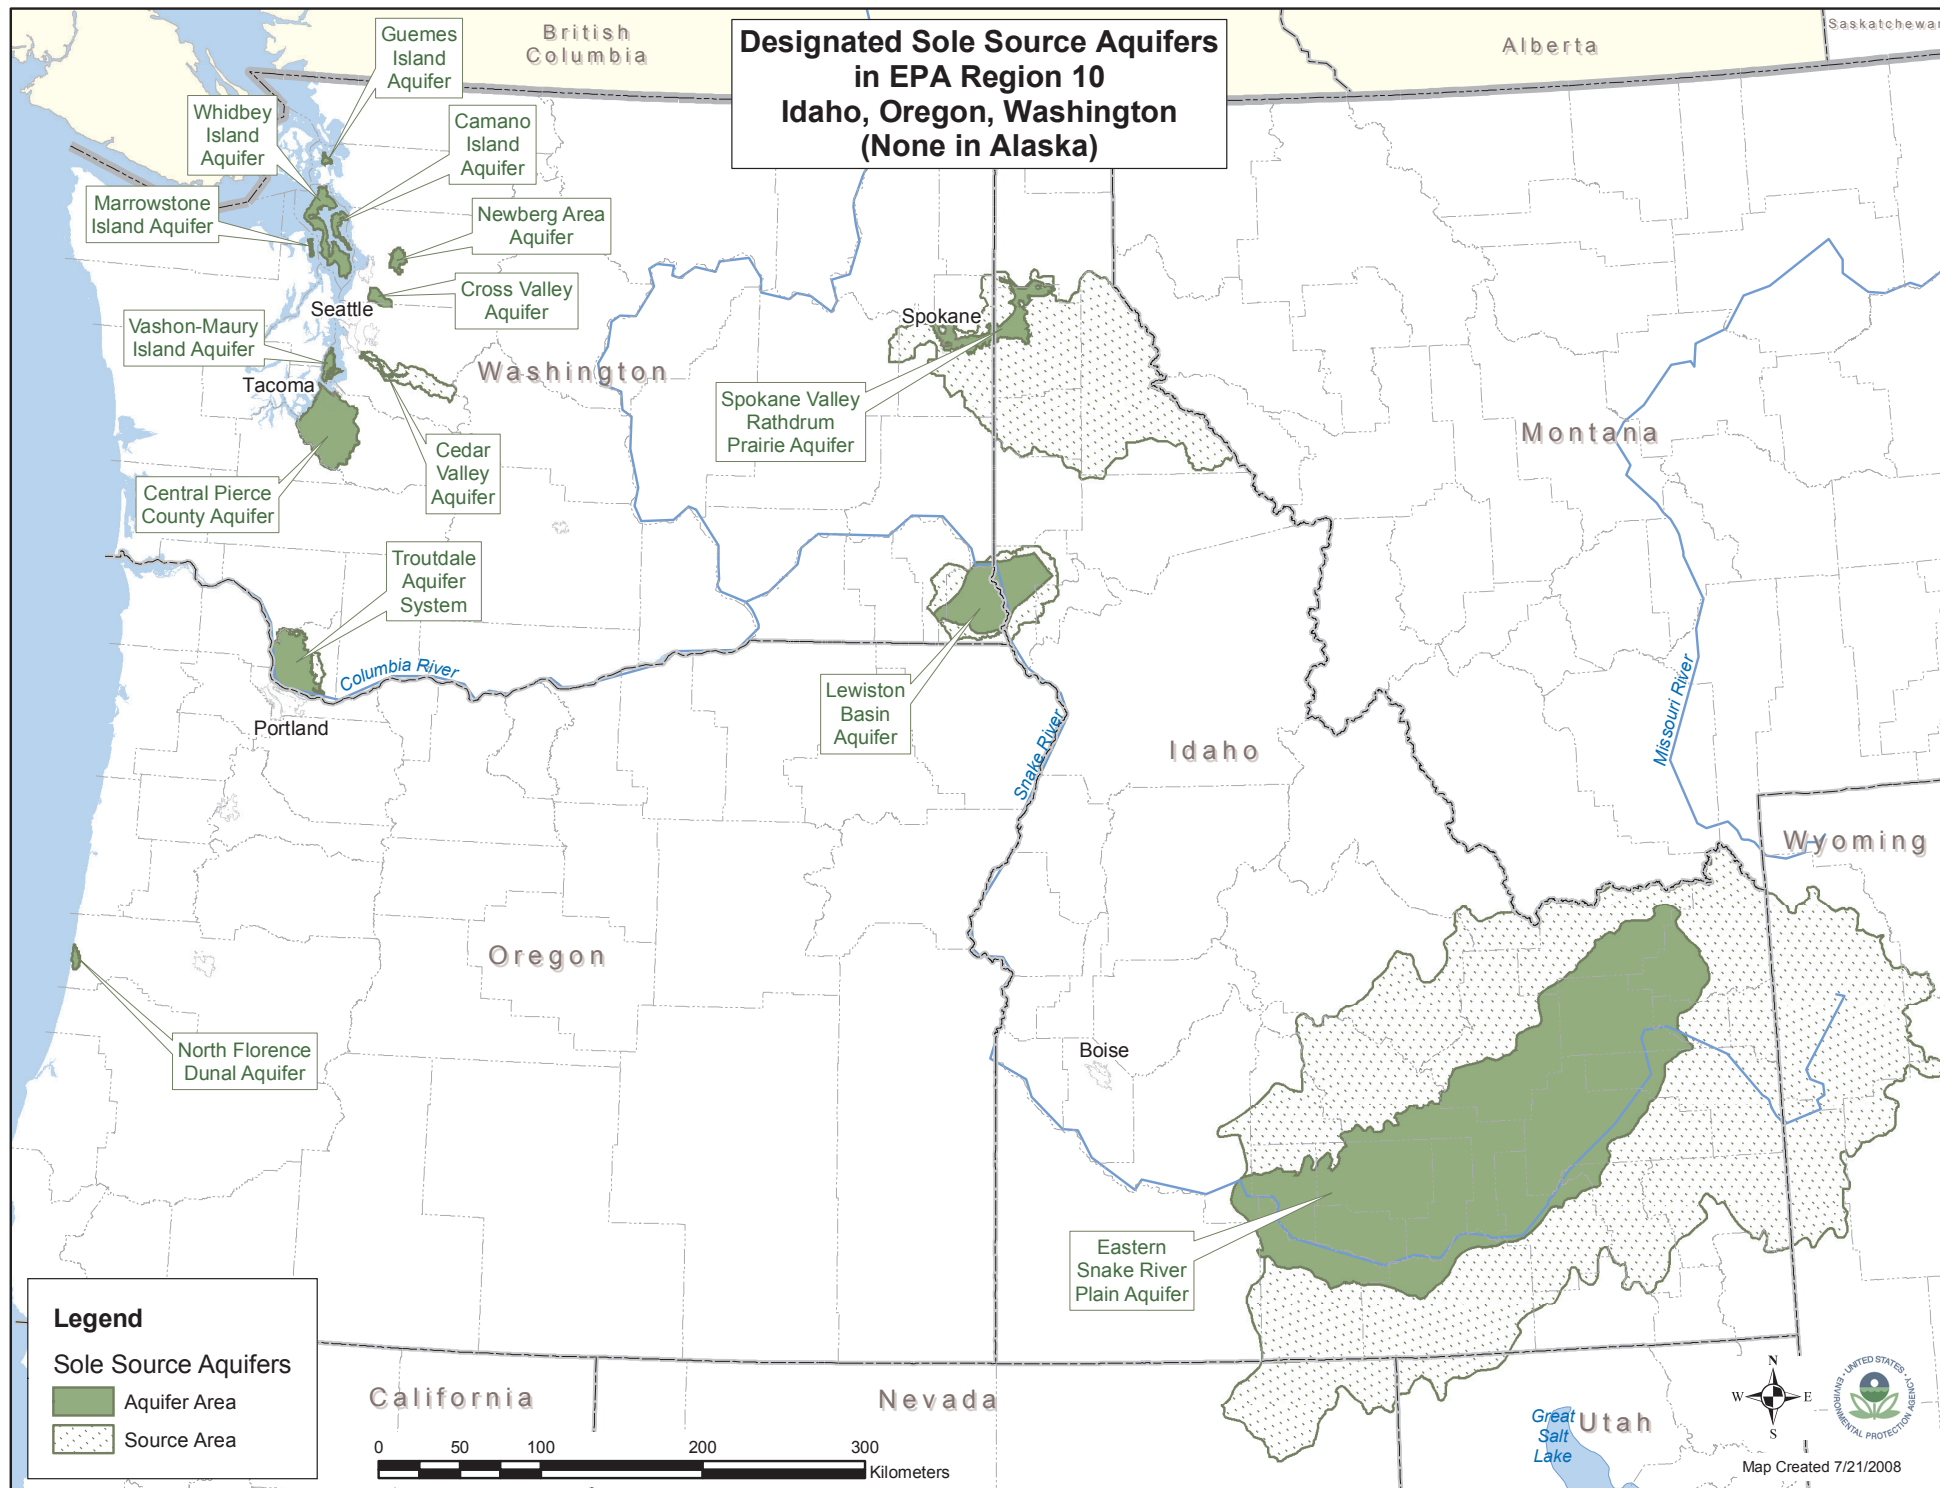 Designated Sole Source Aquifers
in EPA Region 10
Idaho, Oregon, Washington
(None in Alaska)
British
Columbia
Alberta
Guemes
Island
Aquifer
Whidbey
Island
Aquifer
Camano
Island
Aquifer
Marrowstone
Island Aquifer
Newberg Area
Aquifer
Cross Valley
Aquifer
Seattle
Spokane
Vashon-Maury
Island Aquifer
Washington
Tacoma
Spokane Valley
Rathdrum
Prairie Aquifer
Montana
Cedar
Valley
Aquifer
Central Pierce
County Aquifer
Troutdale
Aquifer
System
Columbia River
Portland
Lewiston
Basin
Aquifer
Snake River
Missouri River
Idaho
Wyoming
Oregon
North Florence
Dunal Aquifer
Boise
Eastern
Snake River
Plain Aquifer
Legend
Sole Source Aquifers
Aquifer Area
Source Area
California
Nevada
Utah
Great
Salt
Lake
0 50 100 200 300
Kilometers
N
W E
S
UNITED STATES
ENVIRONMENTAL PROTECTION AGENCY
Map Created 7/21/2008